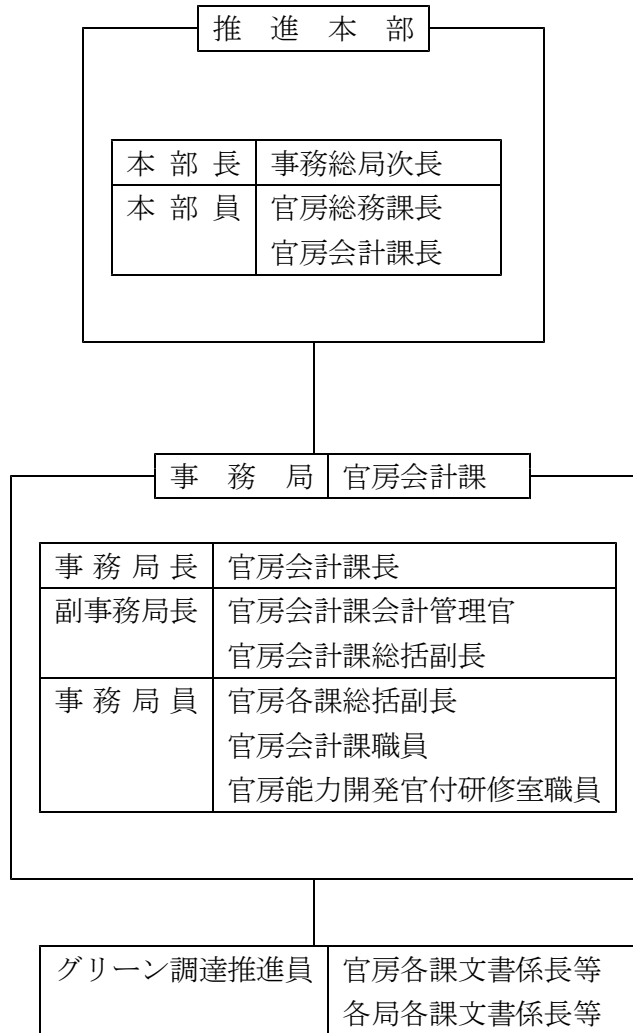 推進本部
本部長 事務総局次長
本部員 官房総務課長
官房会計課長
事務局 官房会計課
事務局長 官房会計課長
副事務局長 官房会計課会計管理官
官房会計課総括副長
事務局員 官房各課総括副長
官房会計課職員
官房能力開発官付研修室職員
グリーン調達推進員 官房各課文書係長等
各局各課文書係長等